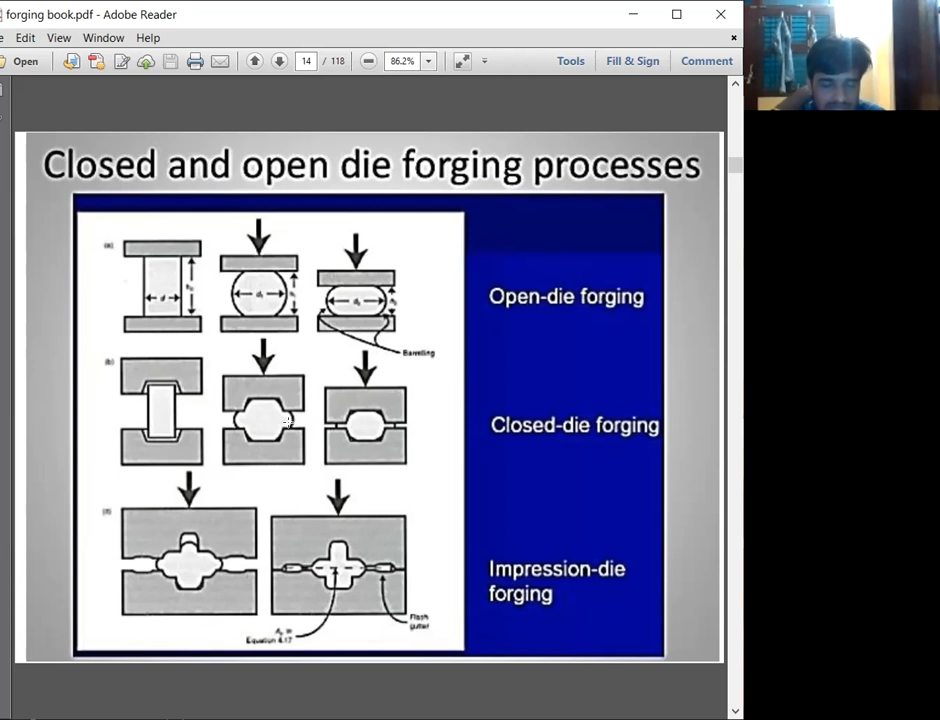 forging book.pdf - Adobe Reader
Edit View Window Help
Open 14 / 118 86.2% Tools Fill & Sign Comment
Closed and open die forging processes
(a)
d
Barreling
Open-die forging
(b)
Closed-die forging
Impression-die
forging
Flash
gutter
Equation 4.17